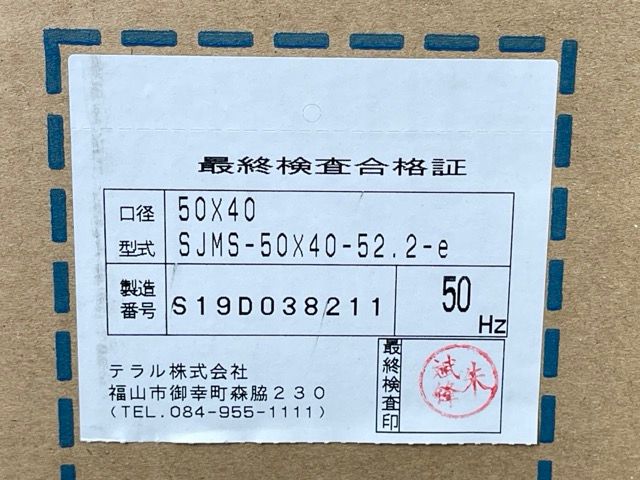 最終検査合格証
口径 50X40
型式 SJMS-50X40-52.2-e
製造番号 S19D038211
50Hz
テラル株式会社
福山市御幸町森脇230
(TEL. 084-955-1111)
最終検査印